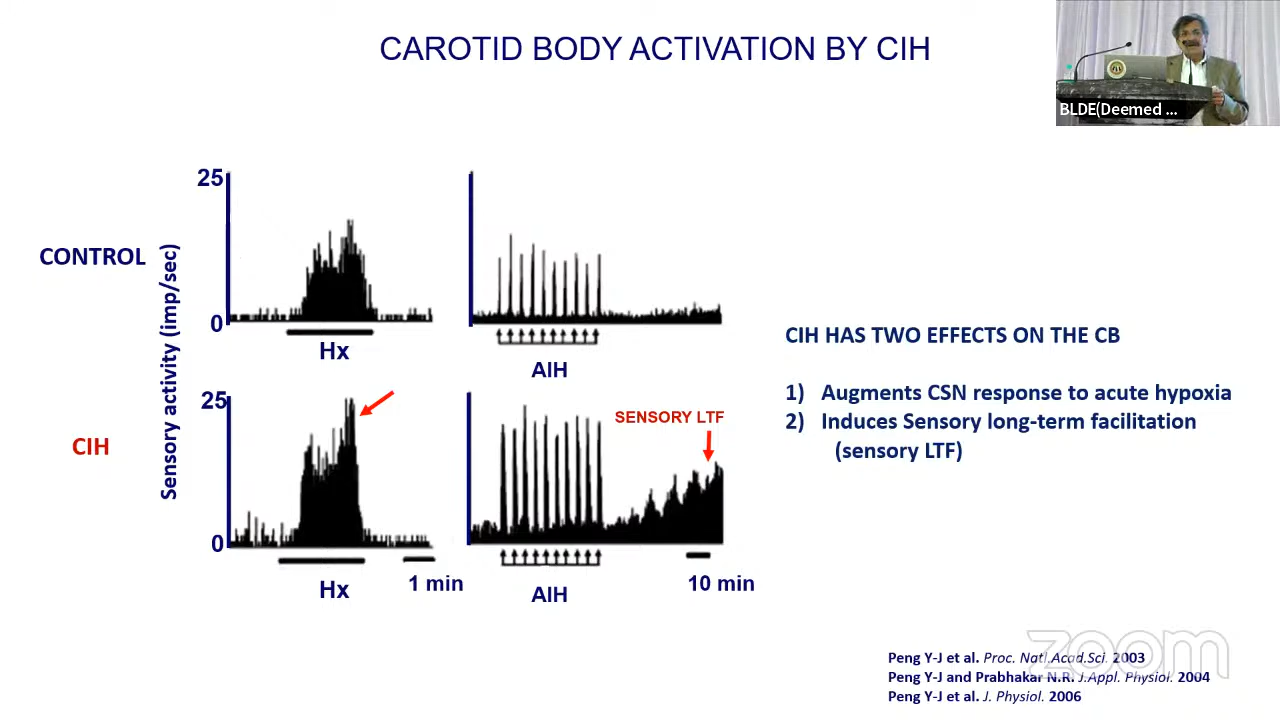 CAROTID BODY ACTIVATION BY CIH
BLDE(Deemed ...
25
CONTROL
Sensory activity (imp/sec)
0
Hx
AIH
25
CIH
SENSORY LTF
0
Hx
1 min
AIH
10 min
CIH HAS TWO EFFECTS ON THE CB
1) Augments CSN response to acute hypoxia
2) Induces Sensory long-term facilitation
(sensory LTF)
zoom
Peng Y-J et al. Proc. Natl.Acad.Sci. 2003
Peng Y-J and Prabhakar N.R. J.Appl. Physiol. 2004
Peng Y-J et al. J. Physiol. 2006